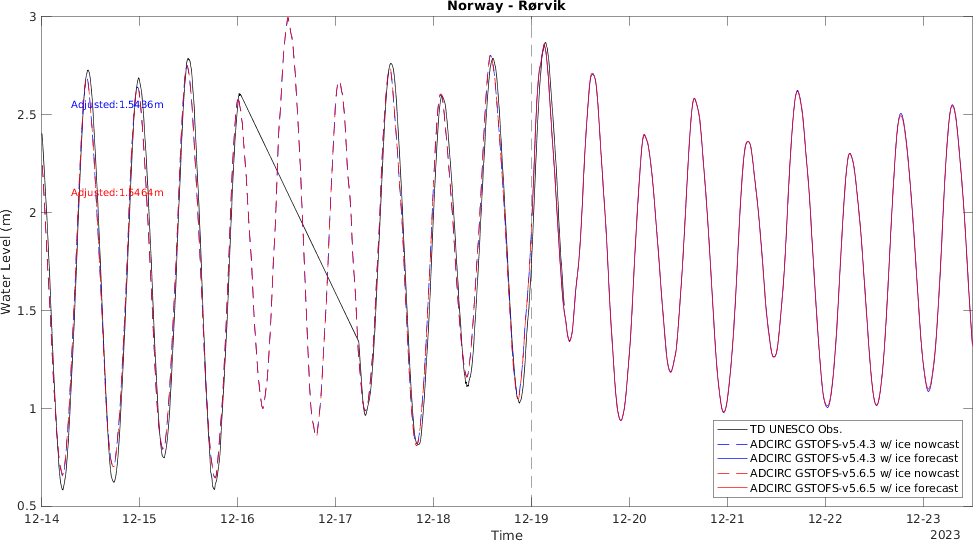 Norway - Rørvik
3
2.5
2
1.5
1
0.5
Water Level (m)
Adjusted:1.5436m
Adjusted:1.5464m
TD UNESCO Obs.
ADCIRC GSTOFS-v5.4.3 w/ ice nowcast
ADCIRC GSTOFS-v5.4.3 w/ ice forecast
ADCIRC GSTOFS-v5.6.5 w/ ice nowcast
ADCIRC GSTOFS-v5.6.5 w/ ice forecast
12-14 12-15 12-16 12-17 12-18 12-19 12-20 12-21 12-22 12-23
Time
2023